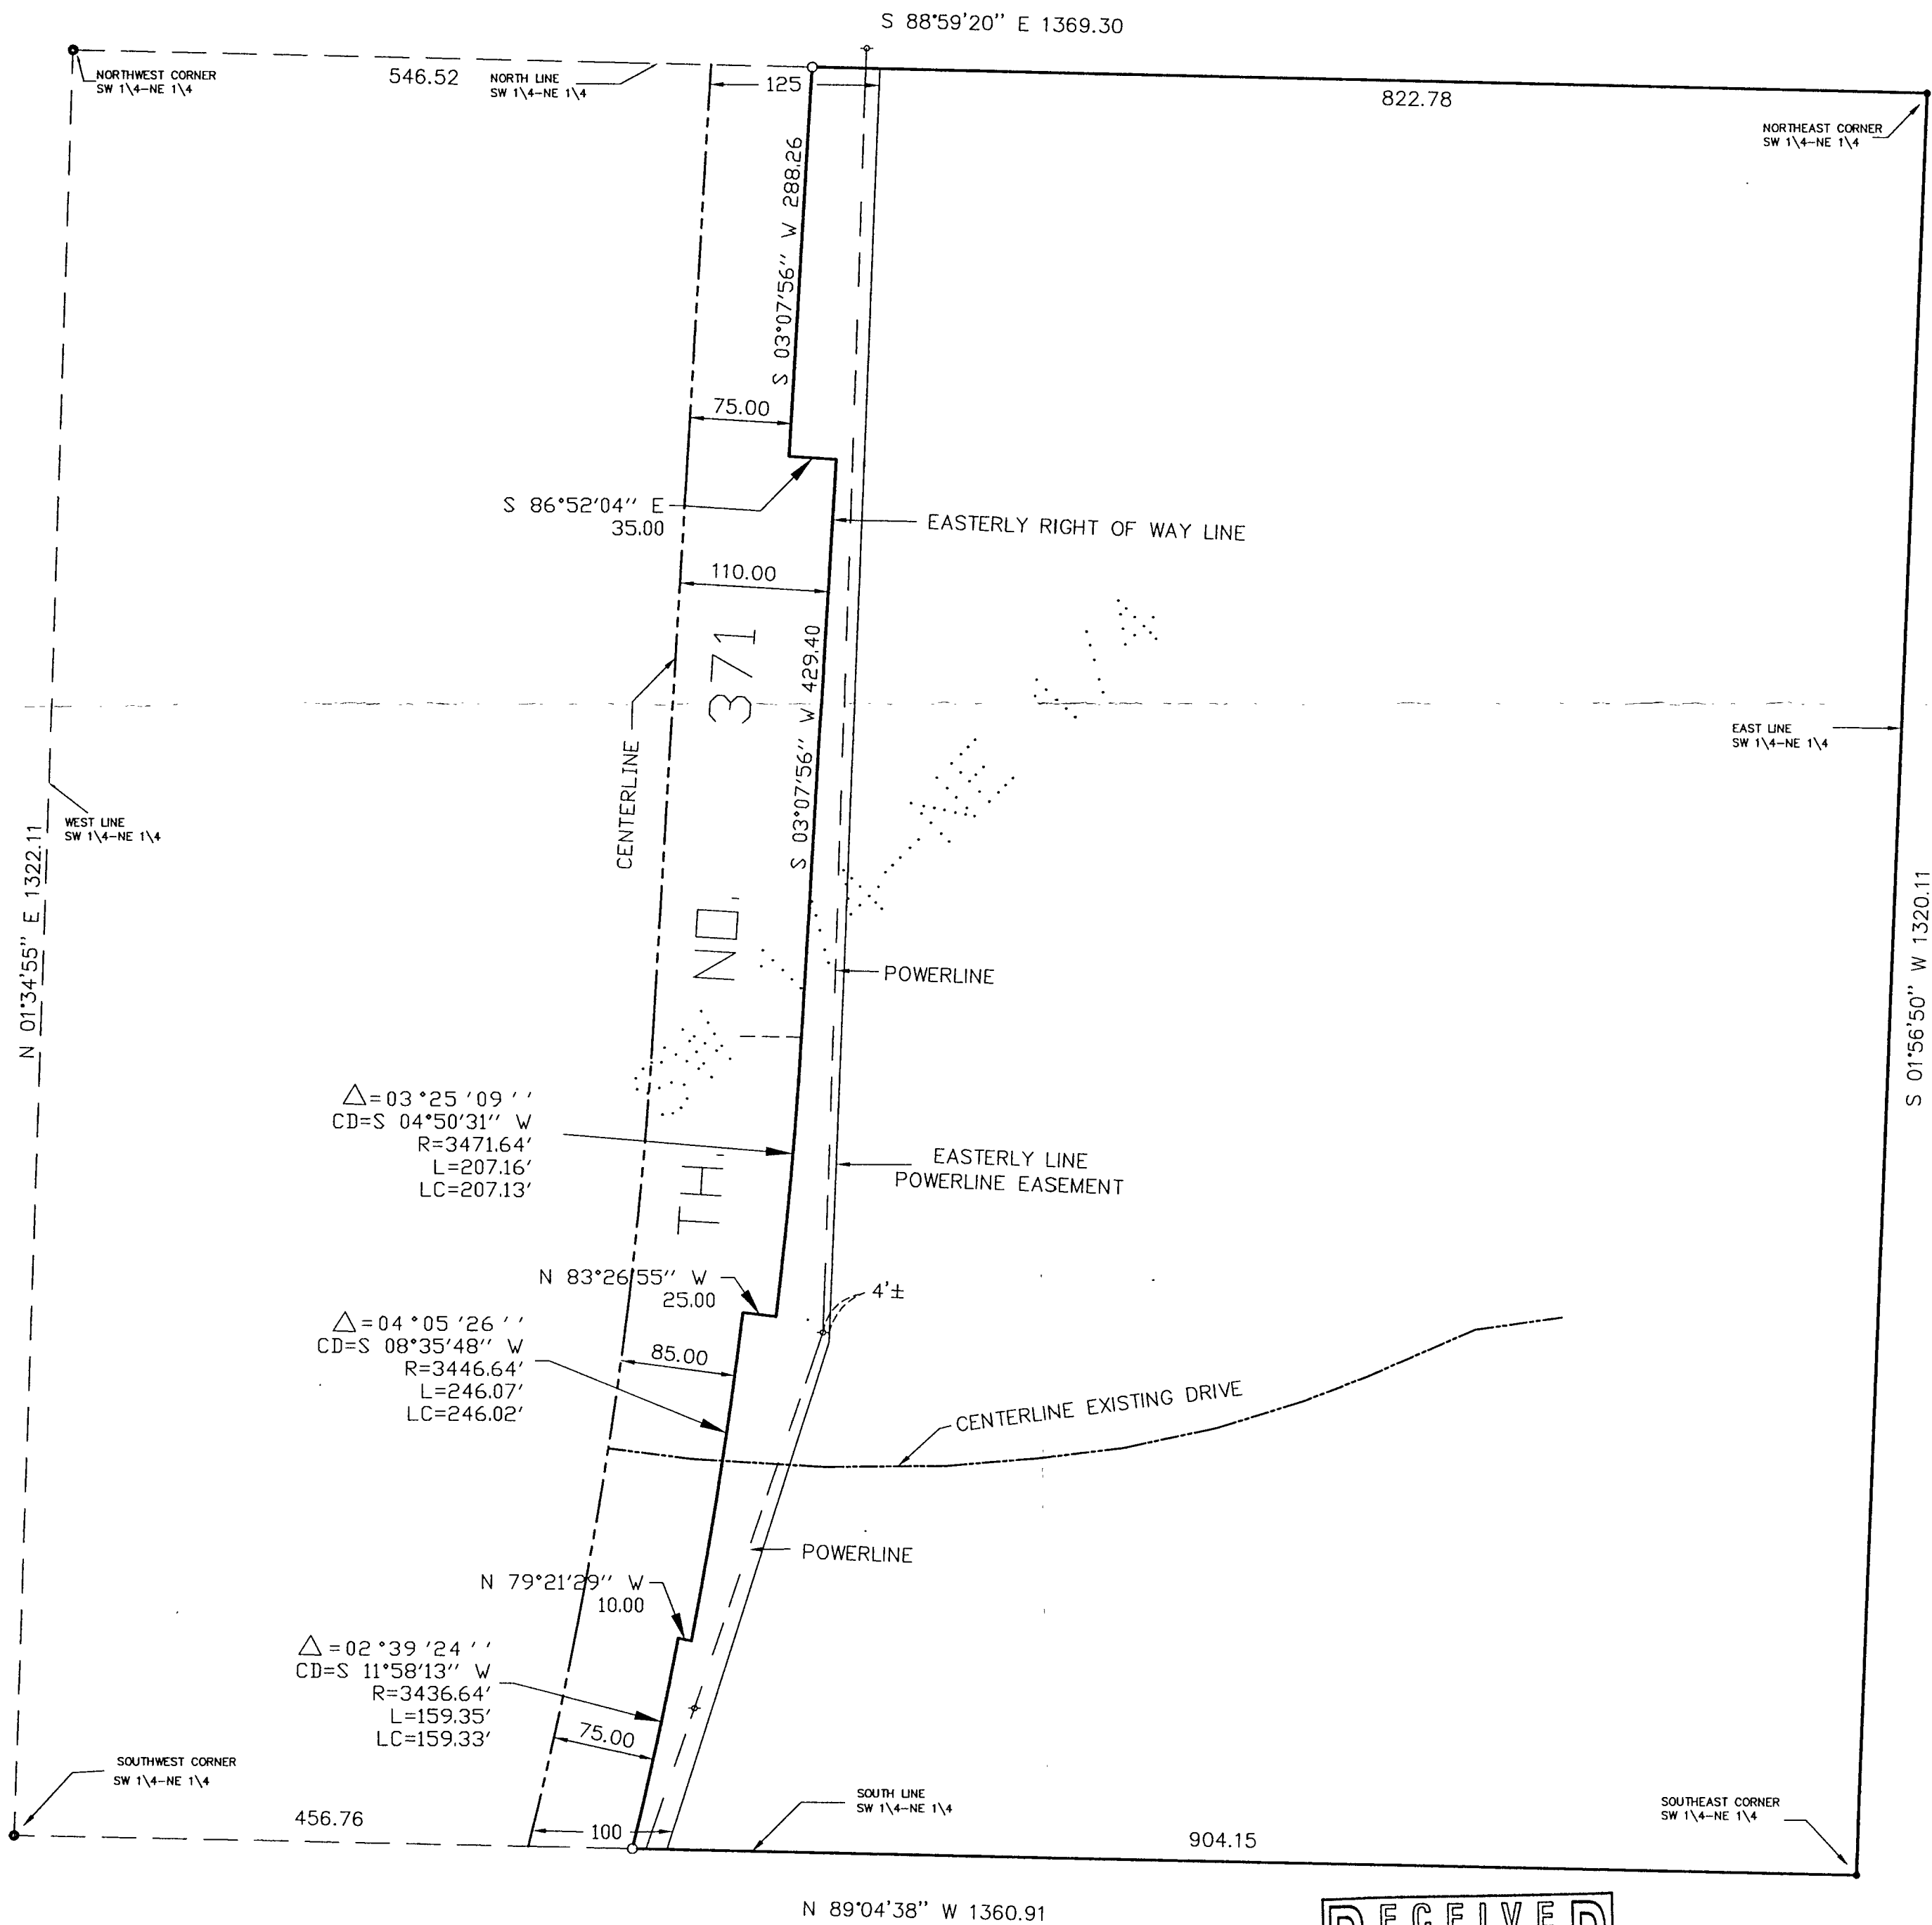 S 88°59'20" E 1369.30
NORTHWEST CORNER
SW 1\4-NE 1\4
546.52
NORTH LINE
SW 1\4-NE 1\4
125
822.78
NORTHEAST CORNER
SW 1\4-NE 1\4
S 03°07'56" W 288.26
75.00
S 86°52'04" E
35.00
EASTERLY RIGHT OF WAY LINE
110.00
TH. NO. 371
CENTERLINE
S 03°07'56" W 429.40
EAST LINE
SW 1\4-NE 1\4
WEST LINE
SW 1\4-NE 1\4
N 01°34'55" E 1322.11
S 01°56'50" W 1320.11
POWERLINE
△=03°25'09''
CD=S 04°50'31" W
R=3471.64'
L=207.16'
LC=207.13'
EASTERLY LINE
POWERLINE EASEMENT
N 83°26'55" W
25.00
4'±
△=04°05'26''
CD=S 08°35'48" W
R=3446.64'
L=246.07'
LC=246.02'
85.00
CENTERLINE EXISTING DRIVE
POWERLINE
N 79°21'29" W
10.00
△=02°39'24''
CD=S 11°58'13" W
R=3436.64'
L=159.35'
LC=159.33'
75.00
SOUTHWEST CORNER
SW 1\4-NE 1\4
456.76
100
SOUTH LINE
SW 1\4-NE 1\4
904.15
SOUTHEAST CORNER
SW 1\4-NE 1\4
N 89°04'38" W 1360.91
RECEIVED